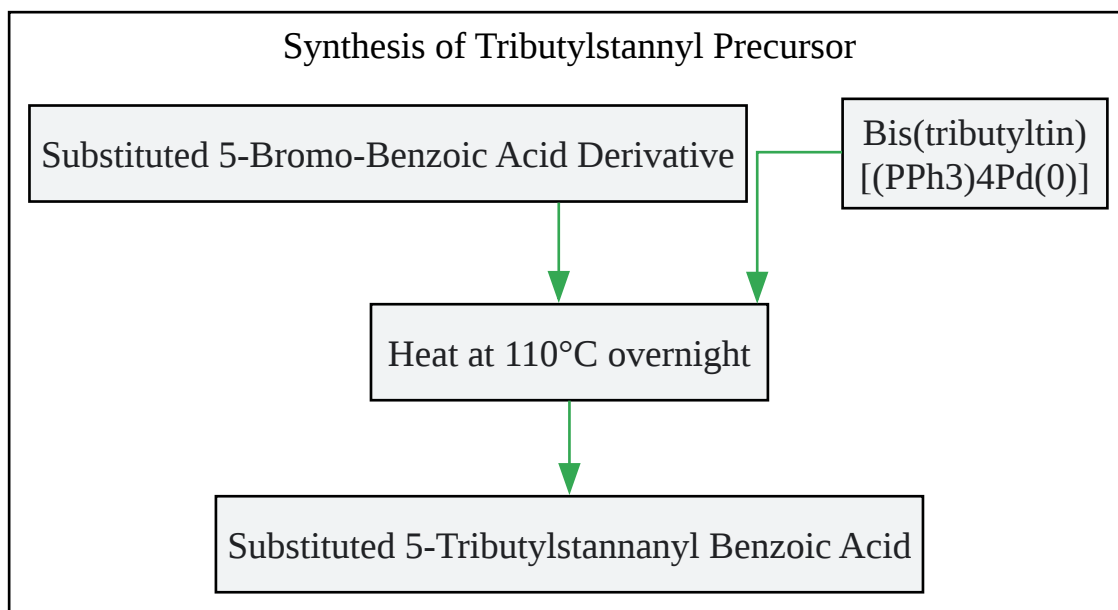 Synthesis of Tributylstannyl Precursor
Substituted 5-Bromo-Benzoic Acid Derivative
Bis(tributyltin)
[(PPh3)4Pd(0)]
Heat at 110°C overnight
Substituted 5-Tributylstannanyl Benzoic Acid